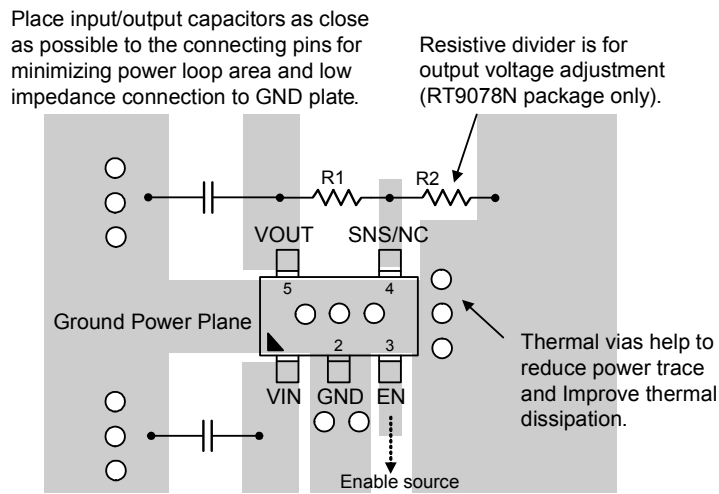 Place input/output capacitors as close
as possible to the connecting pins for
minimizing power loop area and low
impedance connection to GND plate.
Resistive divider is for
output voltage adjustment
(RT9078N package only).
R1
R2
VOUT
SNS/NC
5
4
Ground Power Plane
2
3
VIN
GND
EN
Thermal vias help to
reduce power trace
and Improve thermal
dissipation.
Enable source